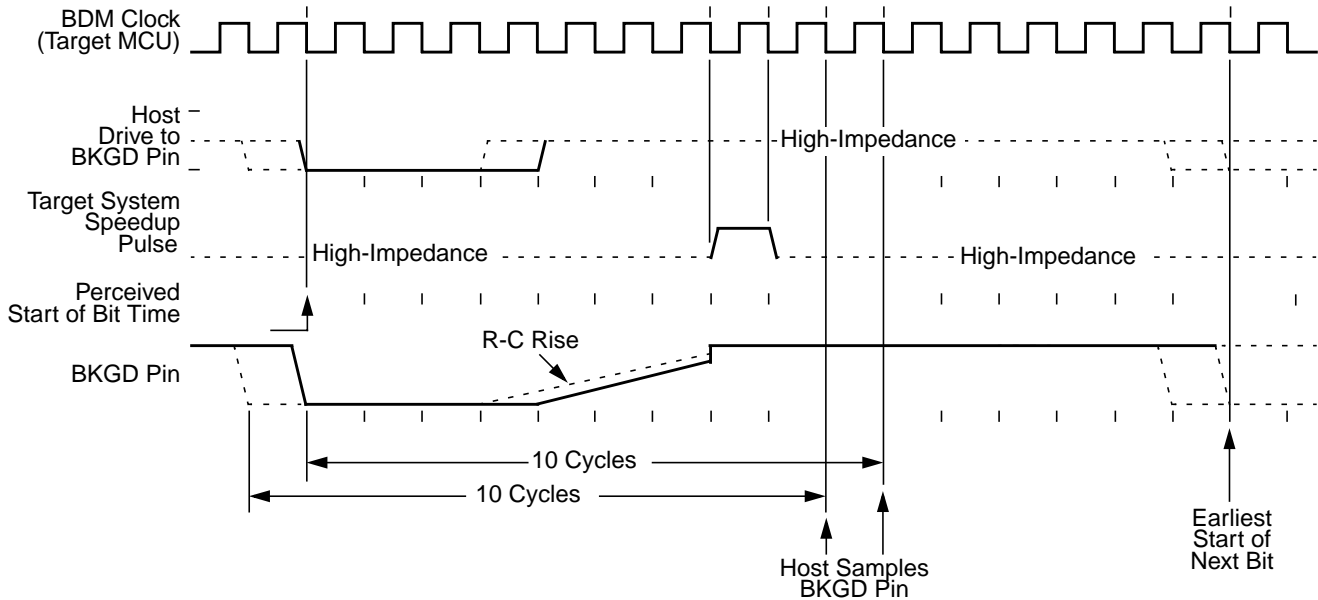 BDM Clock
(Target MCU)
Host
Drive to
BKGD Pin
High-Impedance
Target System
Speedup
Pulse
High-Impedance
High-Impedance
Perceived
Start of Bit Time
R-C Rise
BKGD Pin
10 Cycles
10 Cycles
Host Samples
BKGD Pin
Earliest
Start of
Next Bit